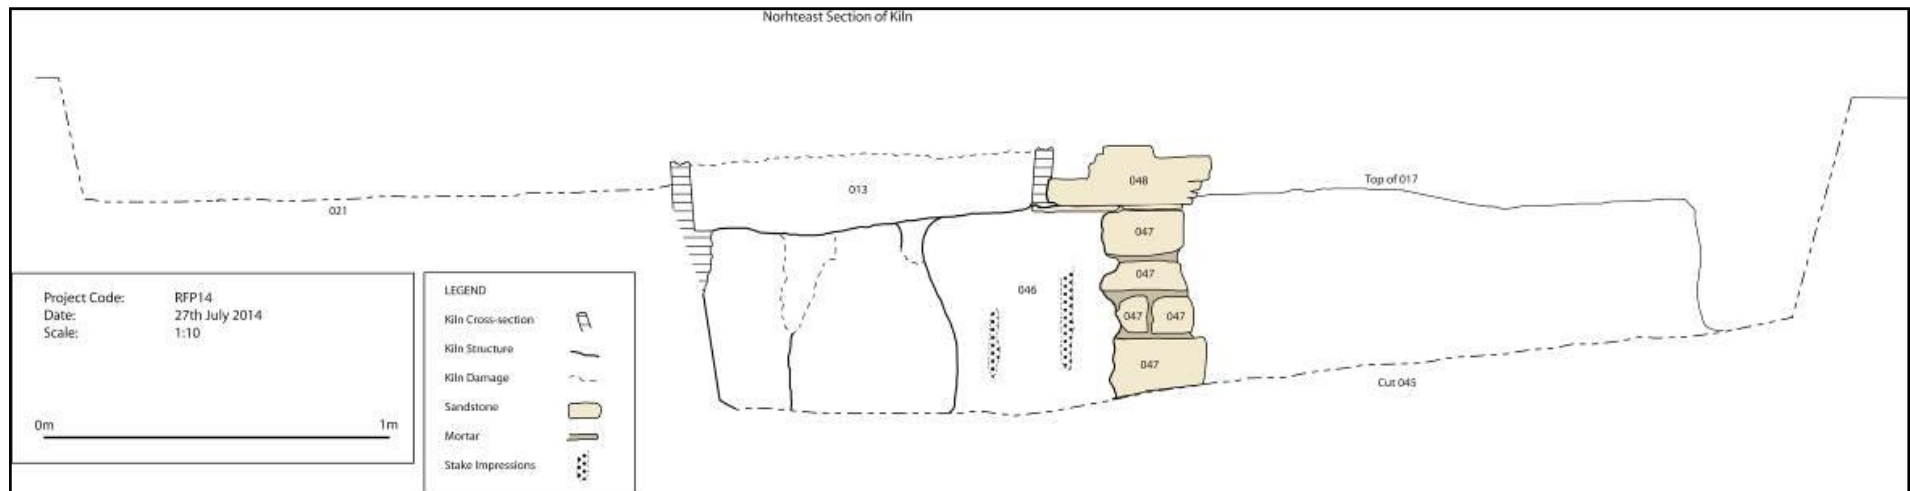 Norhteast Section of Kiln
013
048
Top of 017
021
047
047
046
047 047
047
Cut 045
Project Code: RFP14
Date: 27th July 2014
Scale: 1:10
0m 1m
LEGEND
Kiln Cross-section
Kiln Structure
Kiln Damage
Sandstone
Mortar
Stake Impressions